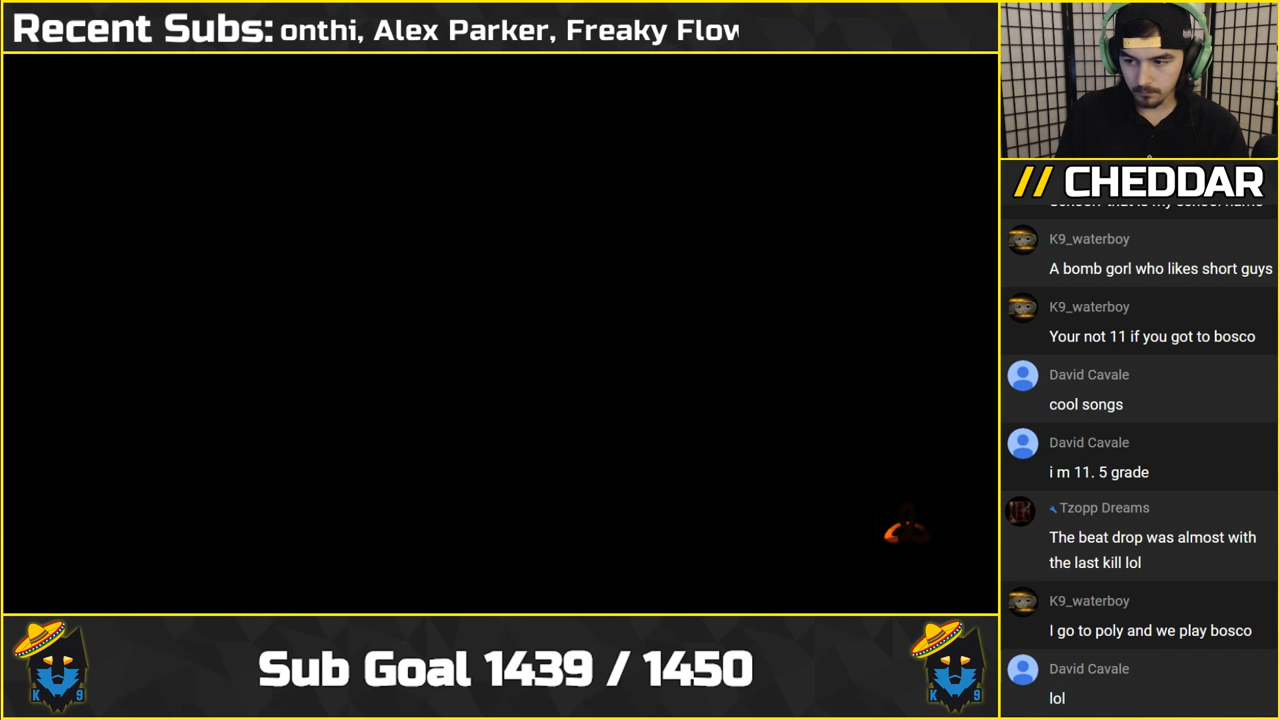 Recent Subs: onthi, Alex Parker, Freaky Flow
// CHEDDAR
K9_waterboy
A bomb gorl who likes short guys
K9_waterboy
Your not 11 if you got to bosco
David Cavale
cool songs
David Cavale
i m 11. 5 grade
Tzopp Dreams
The beat drop was almost with
the last kill lol
K9_waterboy
I go to poly and we play bosco
David Cavale
lol
K 9
Sub Goal 1439 / 1450
K 9